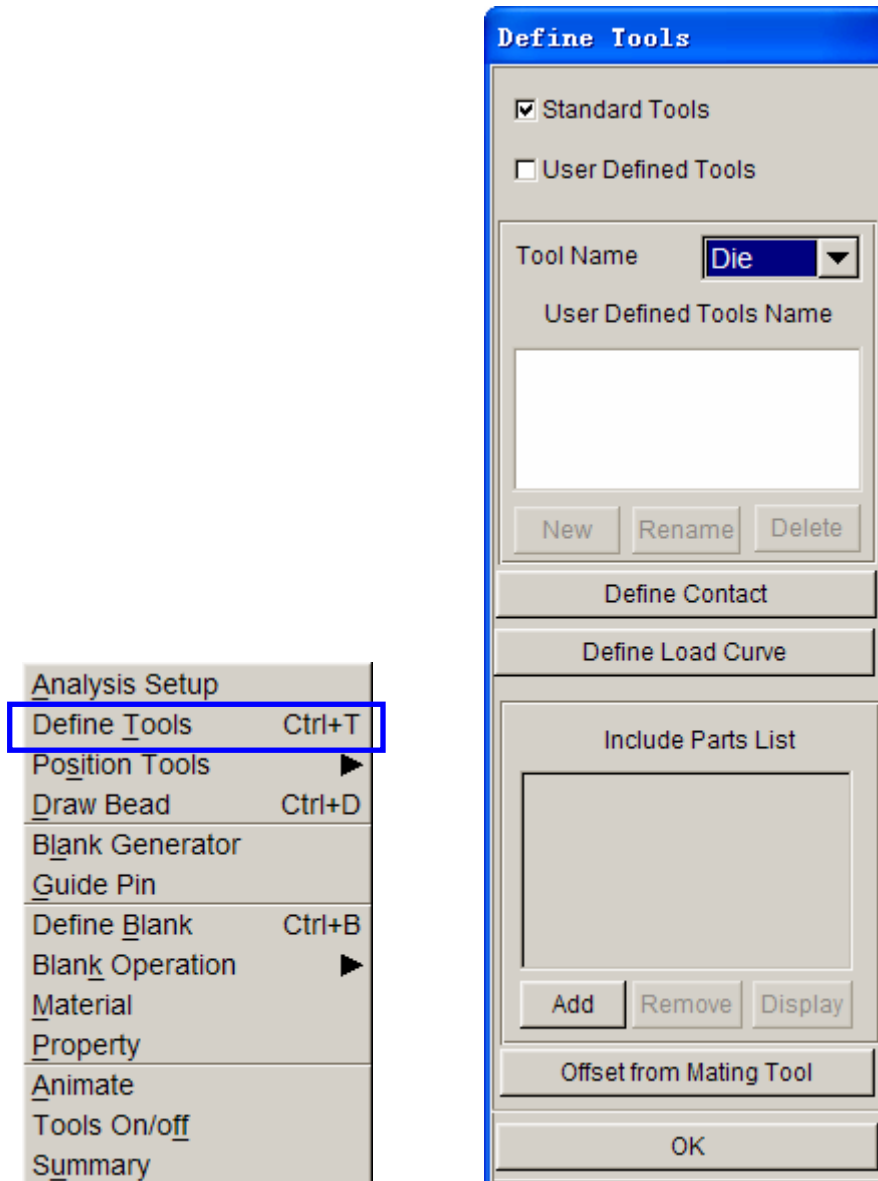 Analysis Setup
Define Tools Ctrl+T
Position Tools
Draw Bead Ctrl+D
Blank Generator
Guide Pin
Define Blank Ctrl+B
Blank Operation
Material
Property
Animate
Tools On/off
Summary
Define Tools
Standard Tools
User Defined Tools
Tool Name Die
User Defined Tools Name
New Rename Delete
Define Contact
Define Load Curve
Include Parts List
Add Remove Display
Offset from Mating Tool
OK